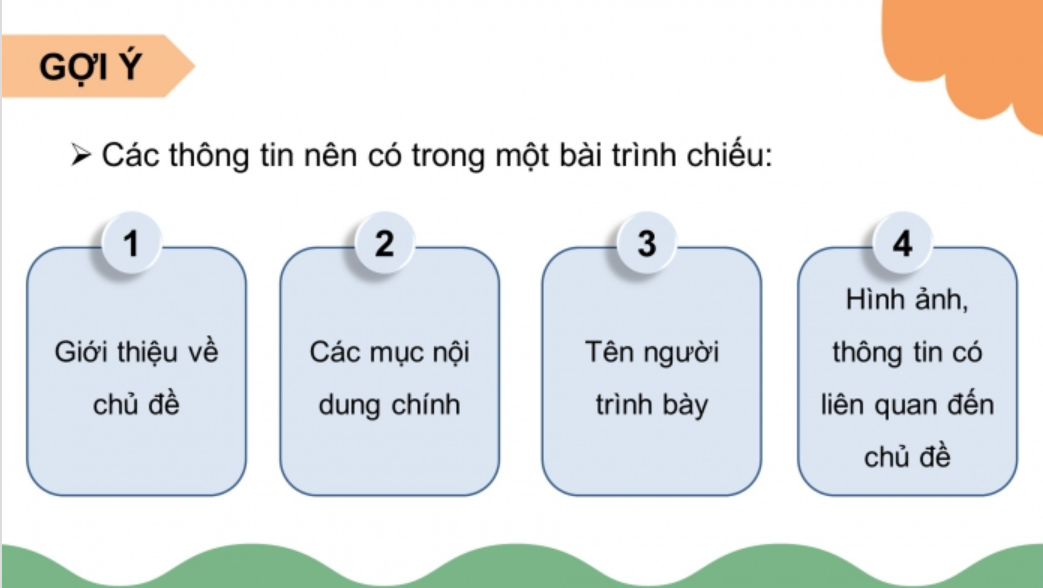 GỢI Ý
➢ Các thông tin nên có trong một bài trình chiếu:
1
Giới thiệu về
chủ đề
2
Các mục nội
dung chính
3
Tên người
trình bày
4
Hình ảnh,
thông tin có
liên quan đến
chủ đề